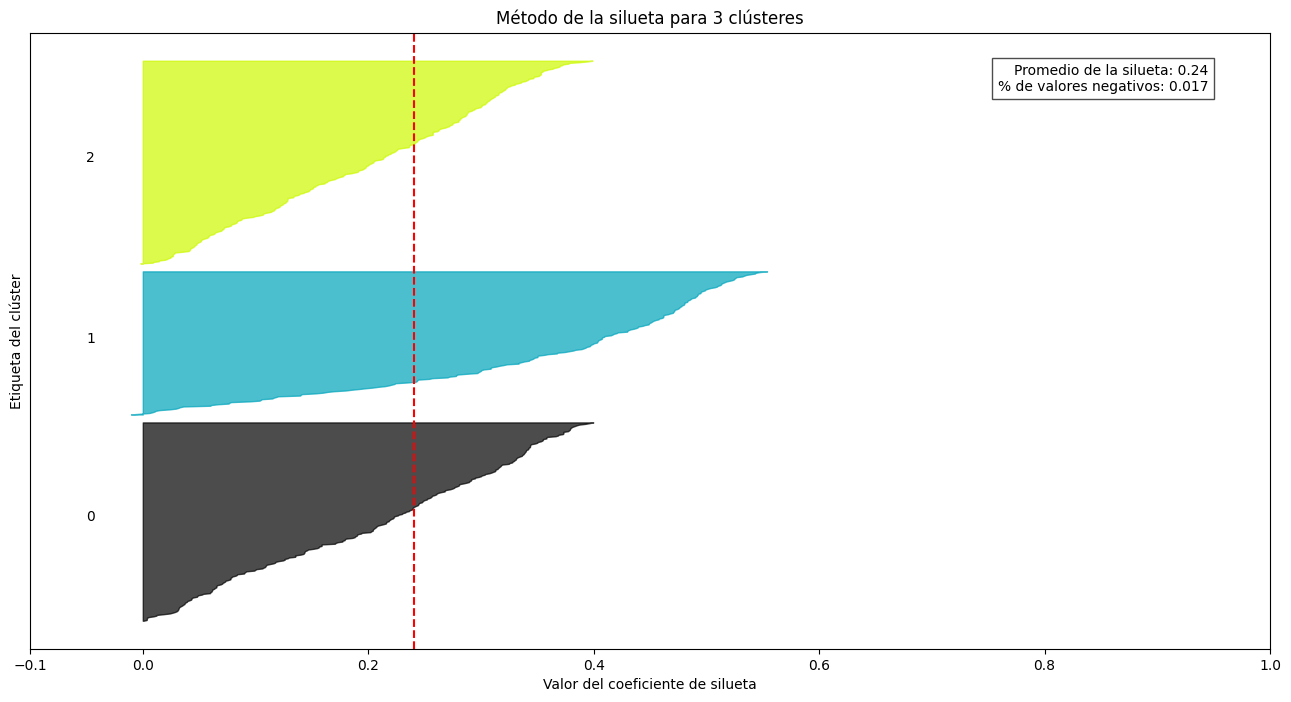 Método de la silueta para 3 clústeres
Promedio de la silueta: 0.24
% de valores negativos: 0.017
2
1
0
Etiqueta del clúster
−0.1
0.0
0.2
0.4
0.6
0.8
1.0
Valor del coeficiente de silueta